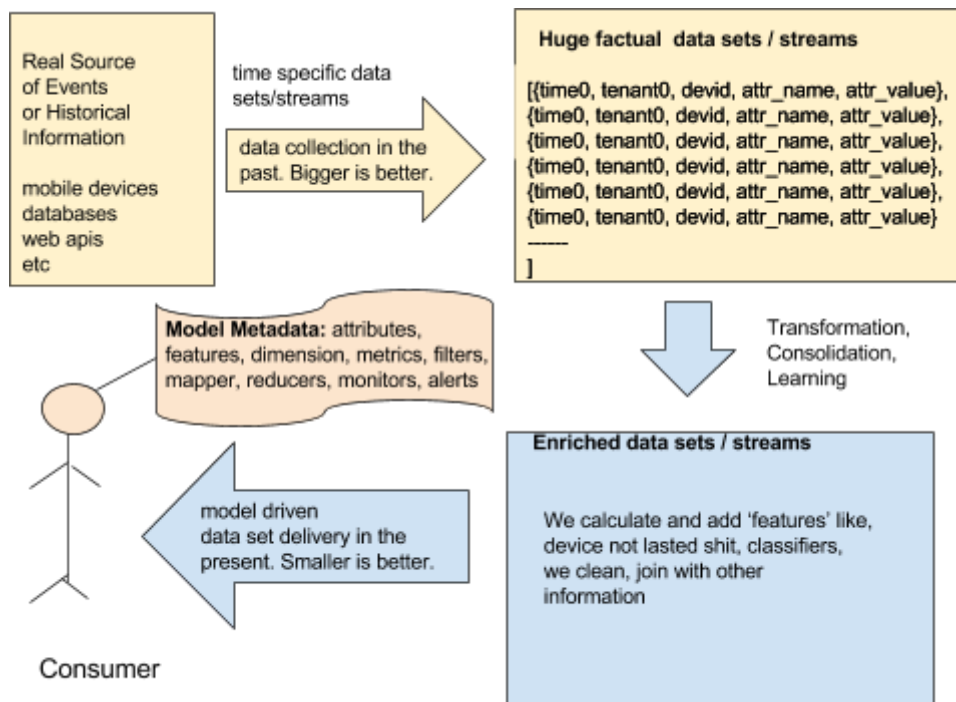 Real Source
of Events
or Historical
Information
mobile devices
databases
web apis
etc
time specific data
sets/streams
data collection in the
past. Bigger is better.
Huge factual data sets / streams
[{time0, tenant0, devid, attr_name, attr_value},
{time0, tenant0, devid, attr_name, attr_value},
{time0, tenant0, devid, attr_name, attr_value},
{time0, tenant0, devid, attr_name, attr_value},
{time0, tenant0, devid, attr_name, attr_value},
{time0, tenant0, devid, attr_name, attr_value}
------
]
Transformation,
Consolidation,
Learning
Model Metadata: attributes,
features, dimension, metrics, filters,
mapper, reducers, monitors, alerts
Enriched data sets / streams
We calculate and add ‘features’ like,
device not lasted shit, classifiers,
we clean, join with other
information
model driven
data set delivery in the
present. Smaller is better.
Consumer